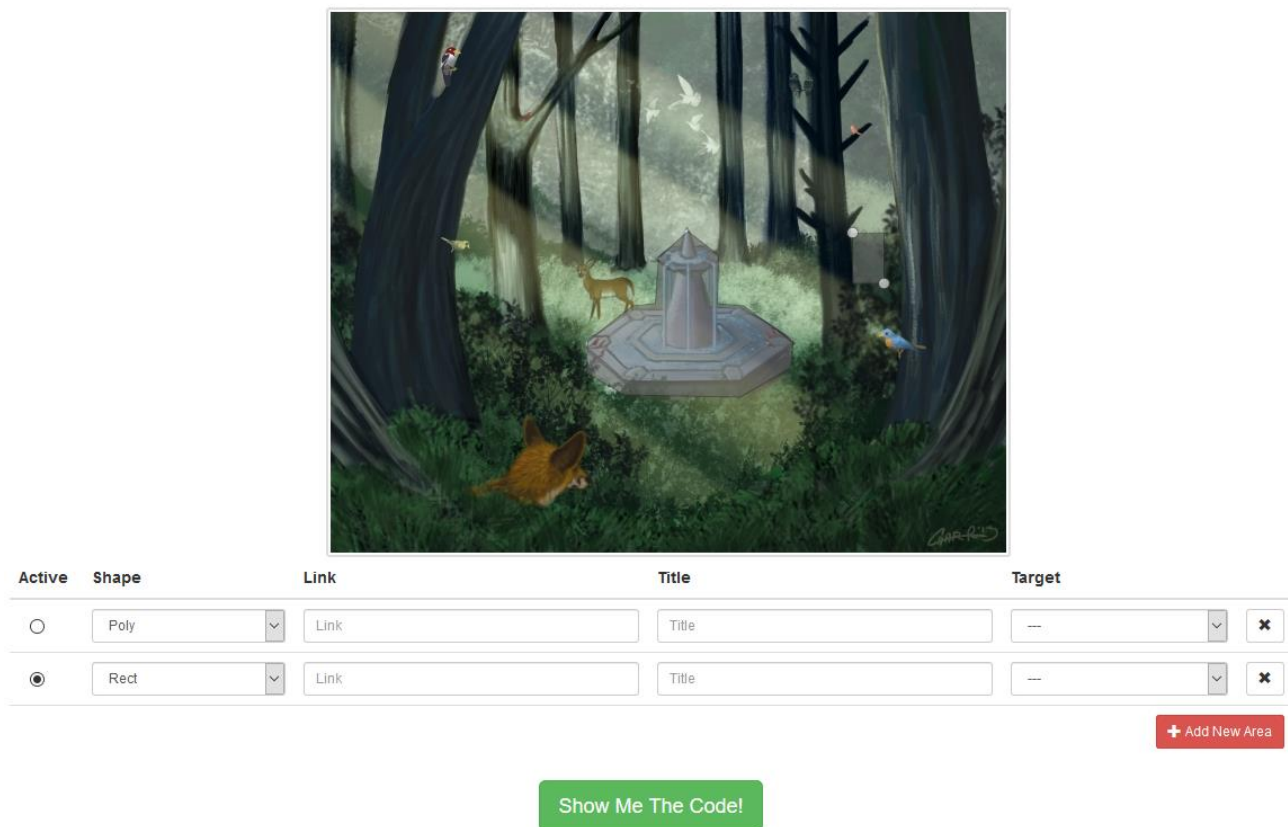 Active Shape Link Title Target
Poly Link Title ---
Rect Link Title ---
Add New Area
Show Me The Code!